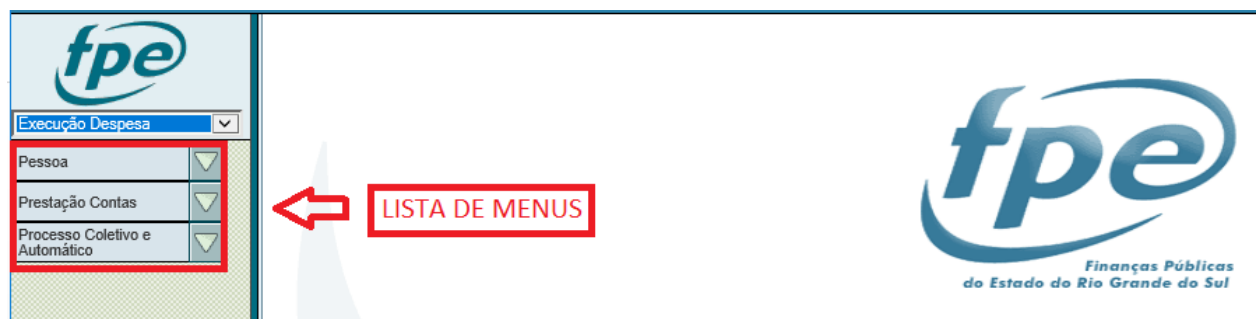 fpe
Execução Despesa
Pessoa
Prestação Contas
Processo Coletivo e
Automático
LISTA DE MENUS
fpe
Finanças Públicas
do Estado do Rio Grande do Sul